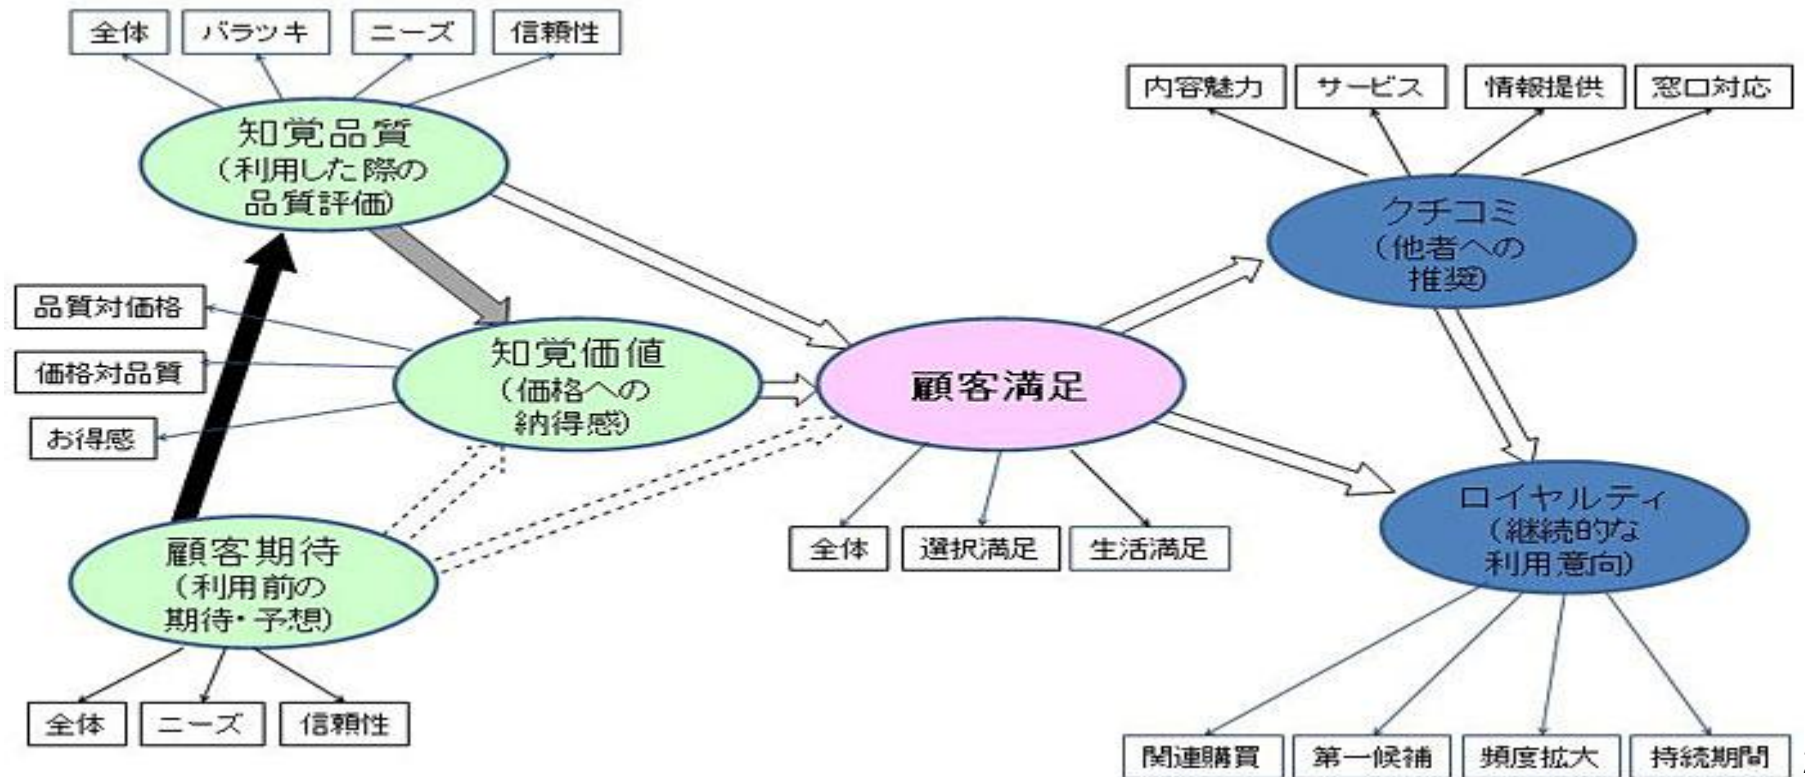 全体
バラツキ
ニーズ
信頼性
知覚品質
(利用した際の
品質評価)
品質対価格
価格対品質
お得感
知覚価値
(価格への
納得感)
顧客期待
(利用前の
期待・予想)
全体
ニーズ
信頼性
顧客満足
全体
選択満足
生活満足
内容魅力
サービス
情報提供
窓口対応
クチコミ
(他者への
推奨)
ロイヤルティ
(継続的な
利用意向)
関連購買
第一候補
頻度拡大
持続期間